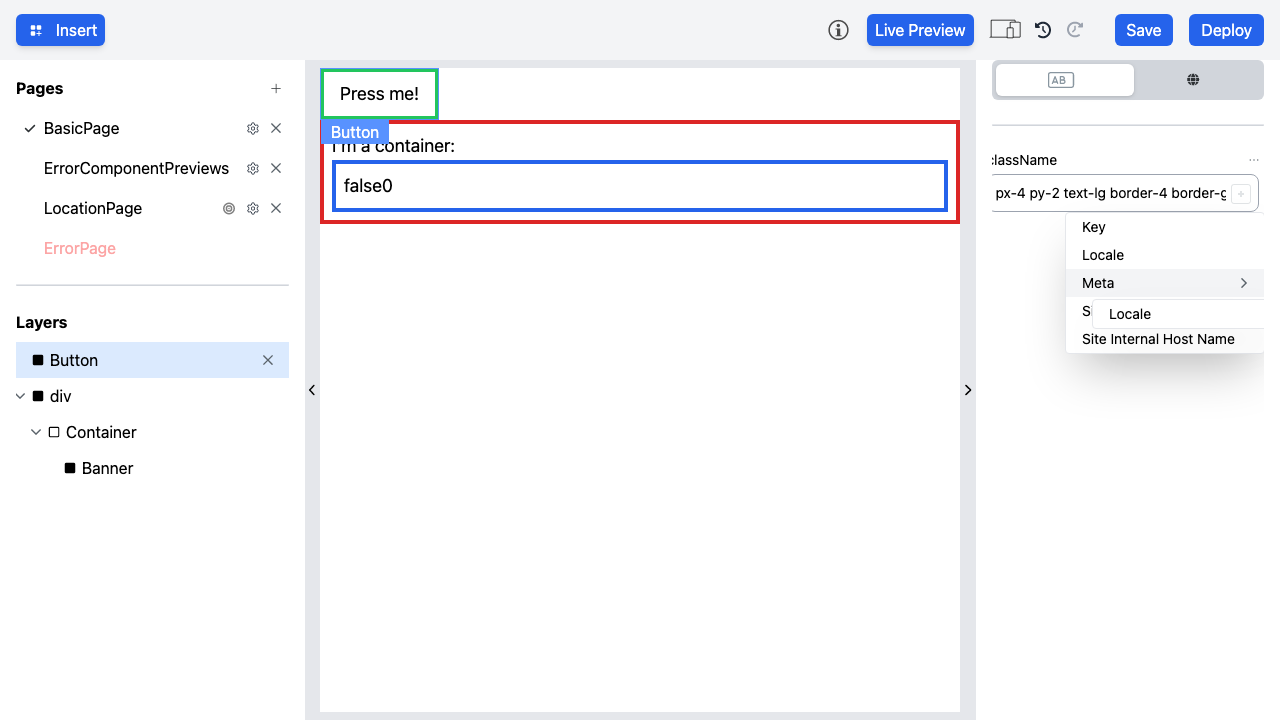 Insert
Live Preview
Save
Deploy
Pages
BasicPage
ErrorComponentPreviews
LocationPage
ErrorPage
Layers
Button
div
Container
Banner
Press me!
Button
I'm a container:
false0
AB
className
px-4 py-2 text-lg border-4 border-g
Key
Locale
Meta
Locale
Site Internal Host Name